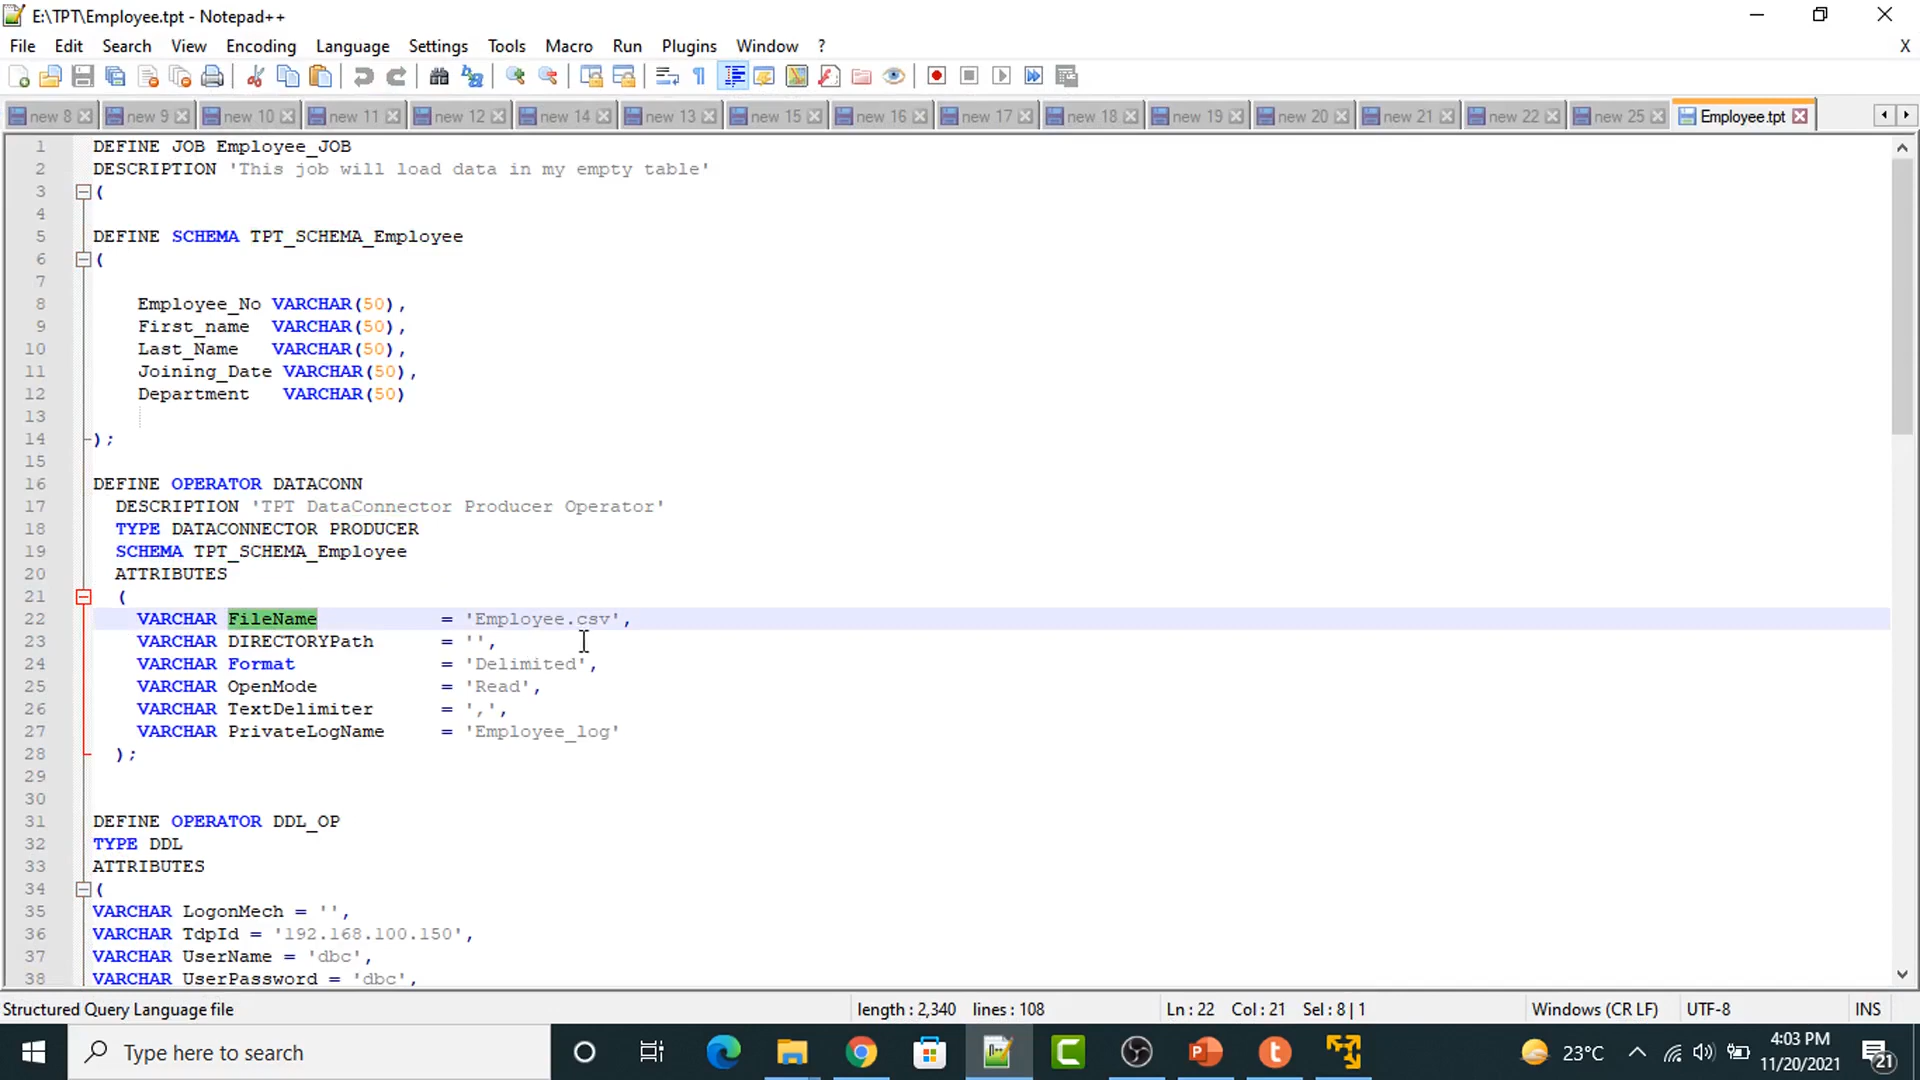 E:\TPT\Employee.tpt - Notepad++
File Edit Search View Encoding Language Settings Tools Macro Run Plugins Window ? X
new 8 new 9 new 10 new 11 new 12 new 14 new 13 new 15 new 16 new 17 new 18 new 19 new 20 new 21 new 22 new 25 Employee.tpt
1 DEFINE JOB Employee_JOB
2 DESCRIPTION 'This job will load data in my empty table'
3 (
4
5 DEFINE SCHEMA TPT_SCHEMA_Employee
6 (
7
8 Employee_No VARCHAR(50),
9 First_name VARCHAR(50),
10 Last_Name VARCHAR(50),
11 Joining_Date VARCHAR(50),
12 Department VARCHAR(50)
13
14 );
15
16 DEFINE OPERATOR DATACONN
17 DESCRIPTION 'TPT DataConnector Producer Operator'
18 TYPE DATACONNECTOR PRODUCER
19 SCHEMA TPT_SCHEMA_Employee
20 ATTRIBUTES
21 (
22 VARCHAR FileName = 'Employee.csv',
23 VARCHAR DIRECTORYPath = '',
24 VARCHAR Format = 'Delimited',
25 VARCHAR OpenMode = 'Read',
26 VARCHAR TextDelimiter = ',',
27 VARCHAR PrivateLogName = 'Employee_log'
28 );
29
30
31 DEFINE OPERATOR DDL_OP
32 TYPE DDL
33 ATTRIBUTES
34 (
35 VARCHAR LogonMech = '',
36 VARCHAR TdpId = '192.168.100.150',
37 VARCHAR UserName = 'dbc',
38 VARCHAR UserPassword = 'dbc',
Structured Query Language file length : 2,340 lines : 108 Ln : 22 Col : 21 Sel : 8 | 1 Windows (CR LF) UTF-8 INS
Type here to search 23°C 4:03 PM
11/20/2021 21